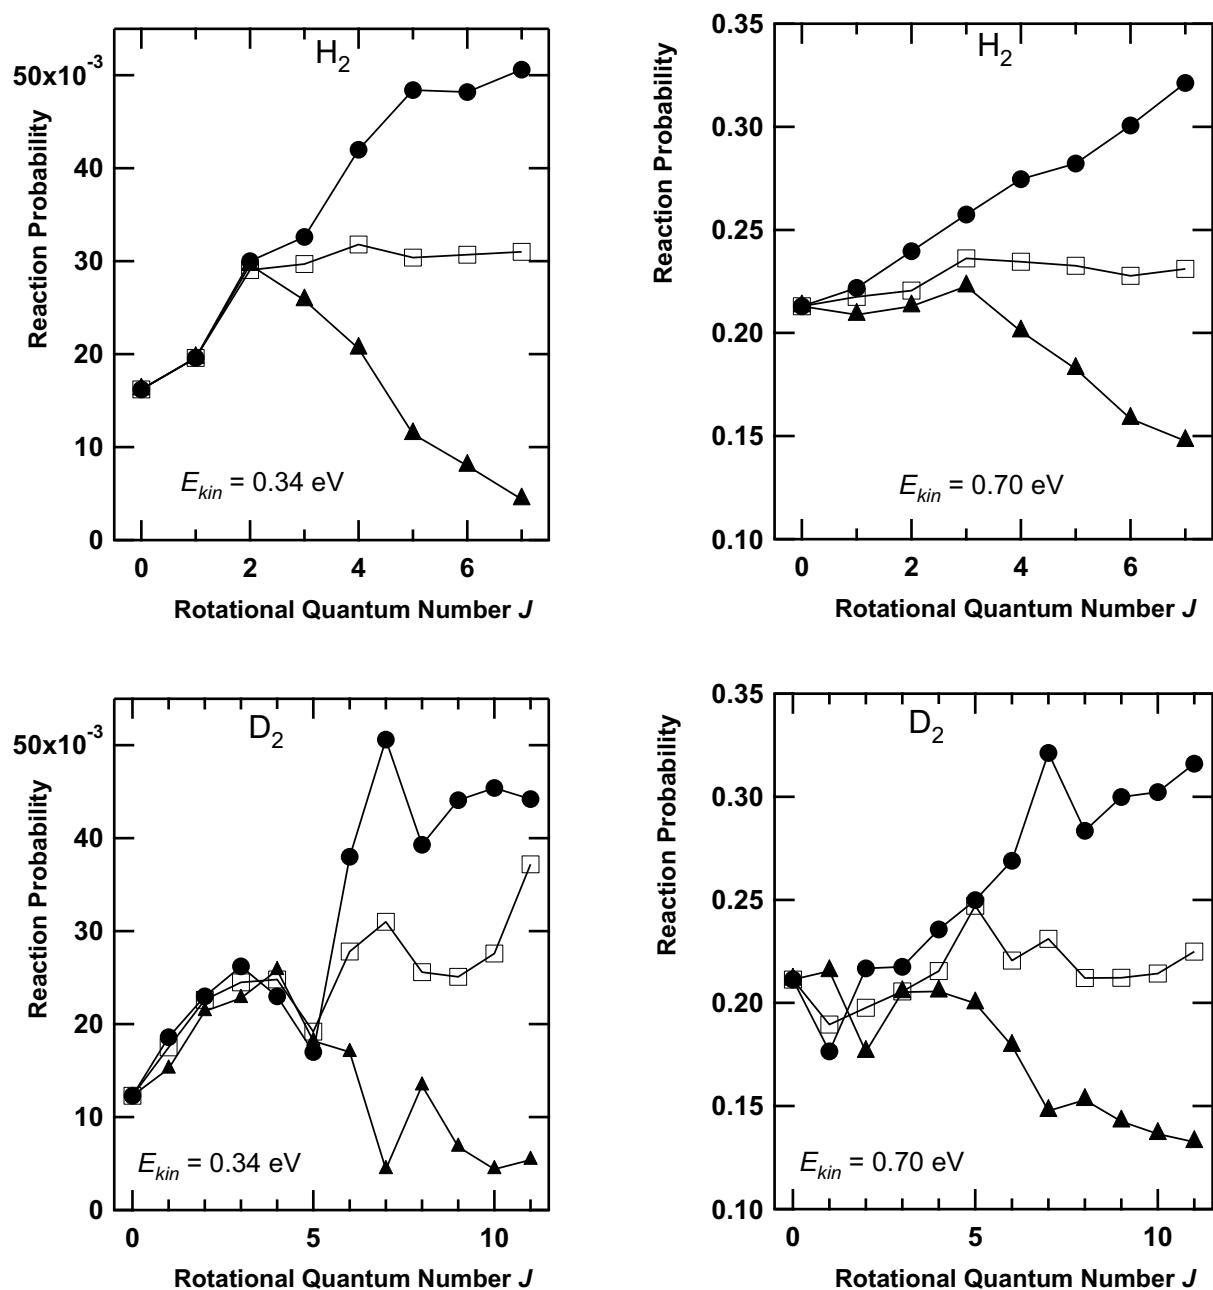 H2
50x10-3
40
30
20
10
0
Reaction Probability
Ekin = 0.34 eV
0 2 4 6
Rotational Quantum Number J
H2
0.35
0.30
0.25
0.20
0.15
0.10
Reaction Probability
Ekin = 0.70 eV
0 2 4 6
Rotational Quantum Number J
D2
50x10-3
40
30
20
10
0
Reaction Probability
Ekin = 0.34 eV
0 5 10
Rotational Quantum Number J
D2
0.35
0.30
0.25
0.20
0.15
0.10
Reaction Probability
Ekin = 0.70 eV
0 5 10
Rotational Quantum Number J